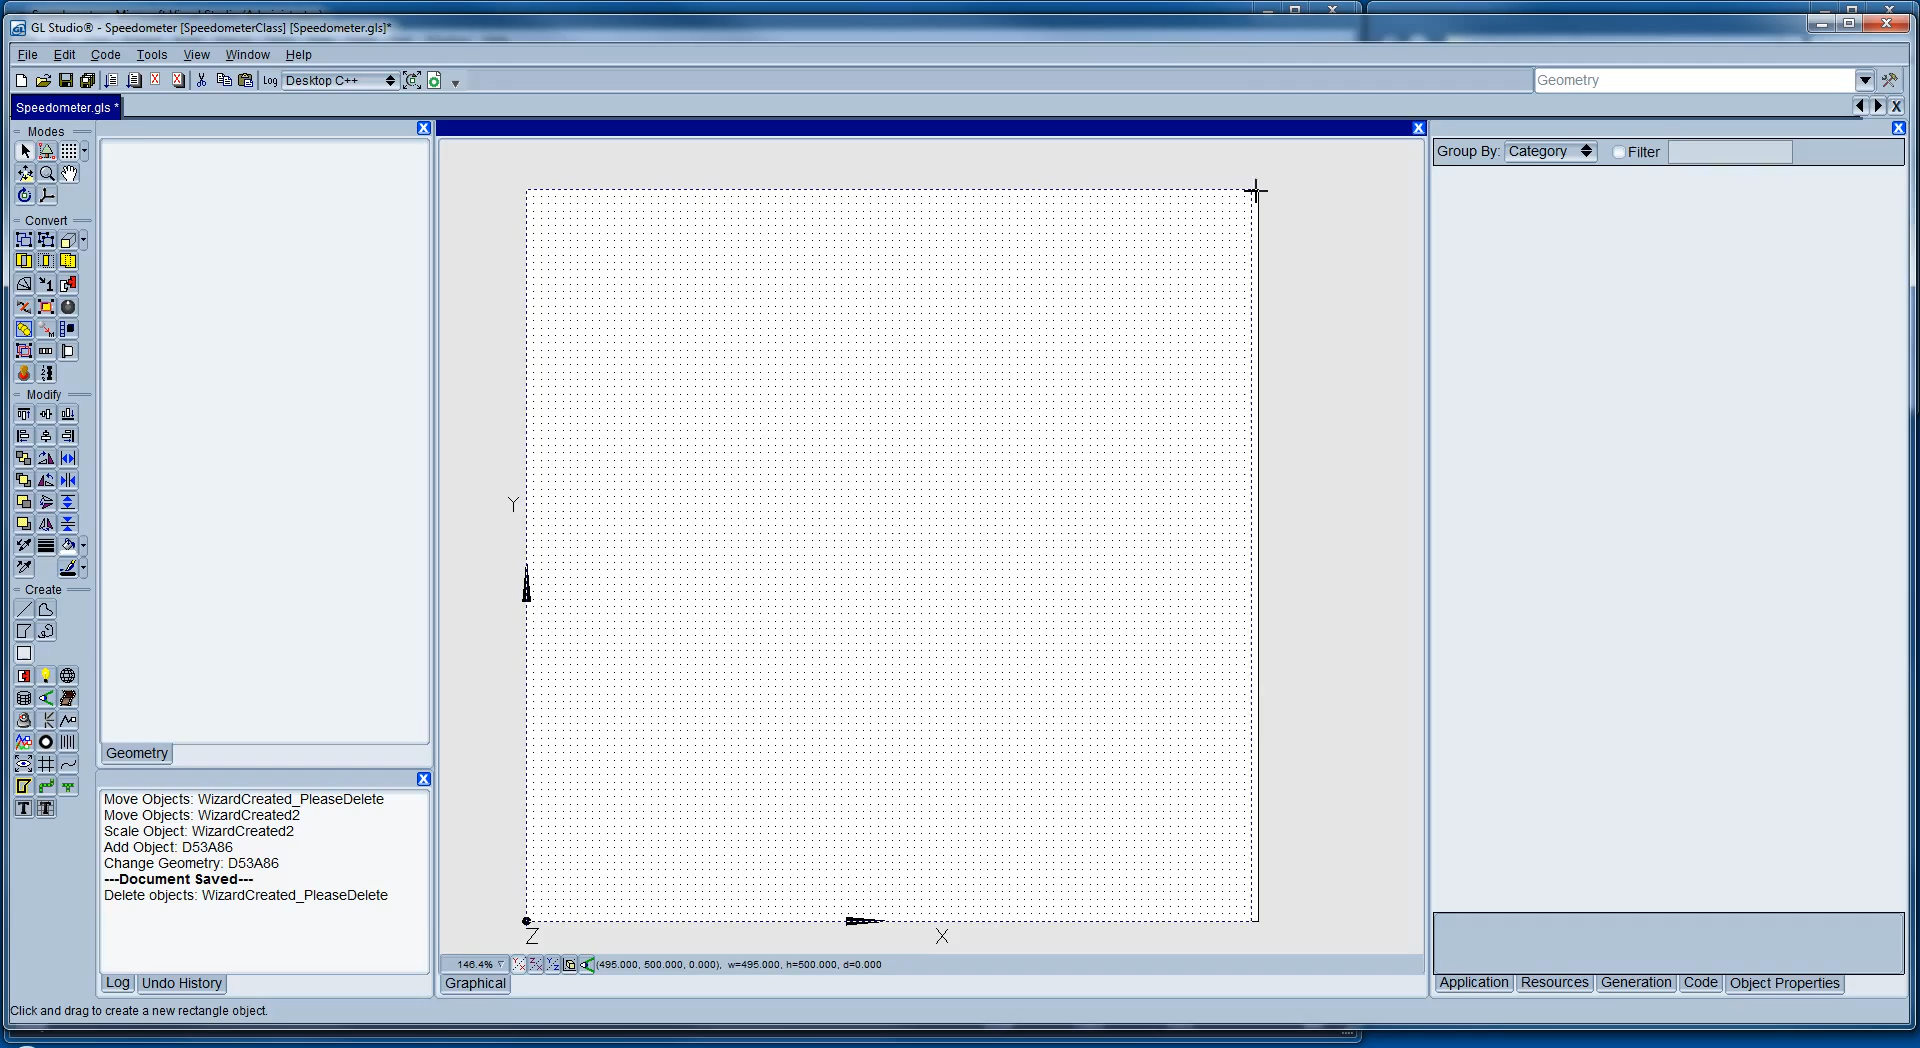 GL Studio® - Speedometer [SpeedometerClass] [Speedometer.gls]*
File Edit Code Tools View Window Help
Log Desktop C++ Geometry
Speedometer.gls *
Modes
Group By: Category Filter
Convert
Modify
Create
Y
Z
X
Geometry
Move Objects: WizardCreated_PleaseDelete
Move Objects: WizardCreated2
Scale Object: WizardCreated2
Add Object: D53A86
Change Geometry: D53A86
---Document Saved---
Delete objects: WizardCreated_PleaseDelete
146.4% (495.000, 500.000, 0.000), w=495.000, h=500.000, d=0.000
Log Undo History
Graphical
Application Resources Generation Code Object Properties
Click and drag to create a new rectangle object.